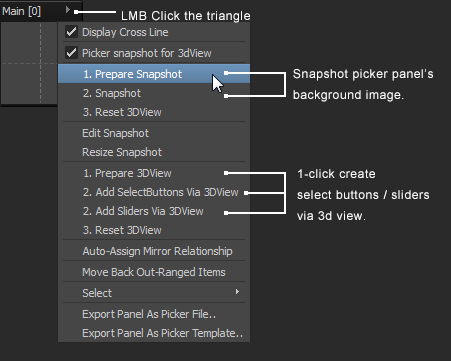 Main [0]
LMB Click the triangle
Display Cross Line
Picker snapshot for 3dView
1. Prepare Snapshot
2. Snapshot
3. Reset 3DView
Snapshot picker panel's
background image.
Edit Snapshot
Resize Snapshot
1. Prepare 3DView
2. Add SelectButtons Via 3DView
2. Add Sliders Via 3DView
3. Reset 3DView
1-click create
select buttons / sliders
via 3d view.
Auto-Assign Mirror Relationship
Move Back Out-Ranged Items
Select
Export Panel As Picker File..
Export Panel As Picker Template..